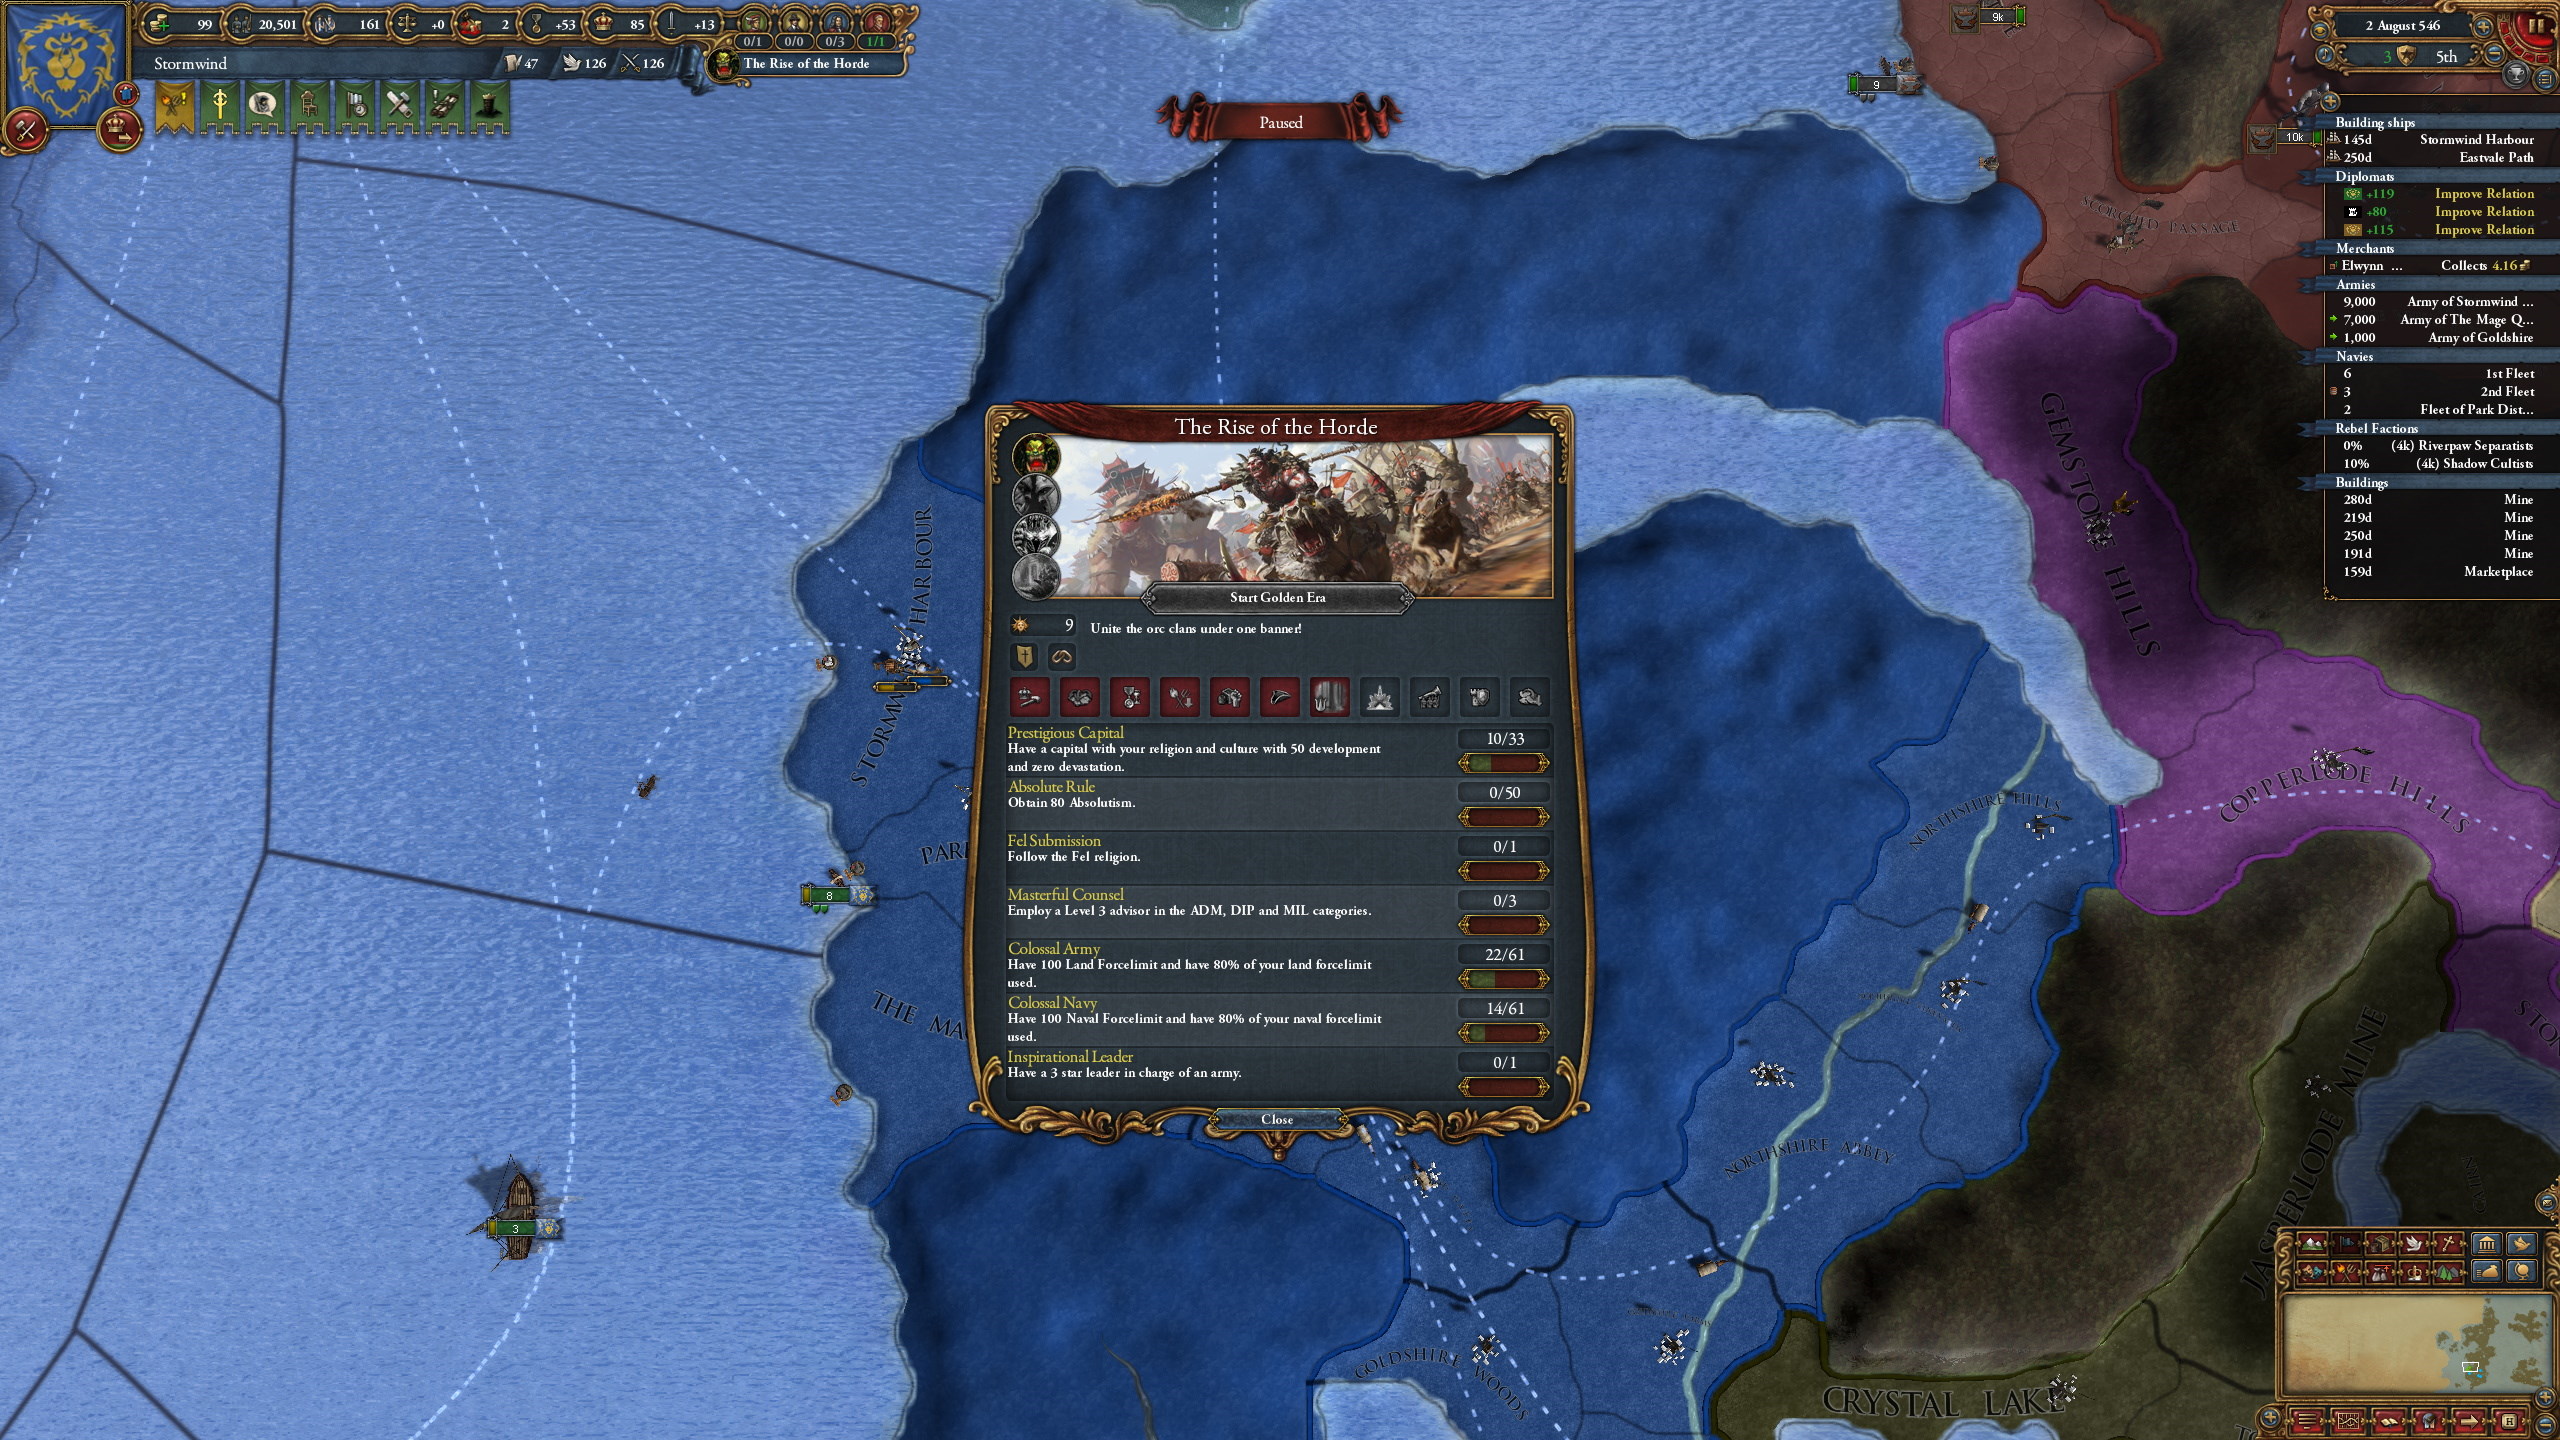 99 20,501 161 +0 2 +53 85 +13
0/1 0/0 0/3 1/1
Stormwind 47 126 126 The Rise of the Horde
2 August 546
3 5th
9k
9
10k
Paused
Building ships
145d Stormwind Harbour
250d Eastvale Path
Diplomats
+119 Improve Relation
+80 Improve Relation
+115 Improve Relation
Merchants
Elwynn ... Collects 4.16
Armies
9,000 Army of Stormwind ...
7,000 Army of The Mage Q...
1,000 Army of Goldshire
Navies
6 1st Fleet
3 2nd Fleet
2 Fleet of Park Dist...
Rebel Factions
0% (4k) Riverpaw Separatists
10% (4k) Shadow Cultists
Buildings
280d Mine
219d Mine
250d Mine
191d Mine
159d Marketplace
SCORCHED PASSAGE
GEMSTONE HILLS
COPPERLODE HILLS
NORTHSHIRE HILLS
NORTHSHIRE ABBEY
JASPERLODE MINE
GOLDSHIRE WOODS
CRYSTAL LAKE
STORMW
HARBOUR
PAR
THE MA
STO
8
3
The Rise of the Horde
Start Golden Era
9 Unite the orc clans under one banner!
Prestigious Capital
Have a capital with your religion and culture with 50 development
and zero devastation.
10/33
Absolute Rule
Obtain 80 Absolutism.
0/50
Fel Submission
Follow the Fel religion.
0/1
Masterful Counsel
Employ a Level 3 advisor in the ADM, DIP and MIL categories.
0/3
Colossal Army
Have 100 Land Forcelimit and have 80% of your land forcelimit
used.
22/61
Colossal Navy
Have 100 Naval Forcelimit and have 80% of your naval forcelimit
used.
14/61
Inspirational Leader
Have a 3 star leader in charge of an army.
0/1
Close